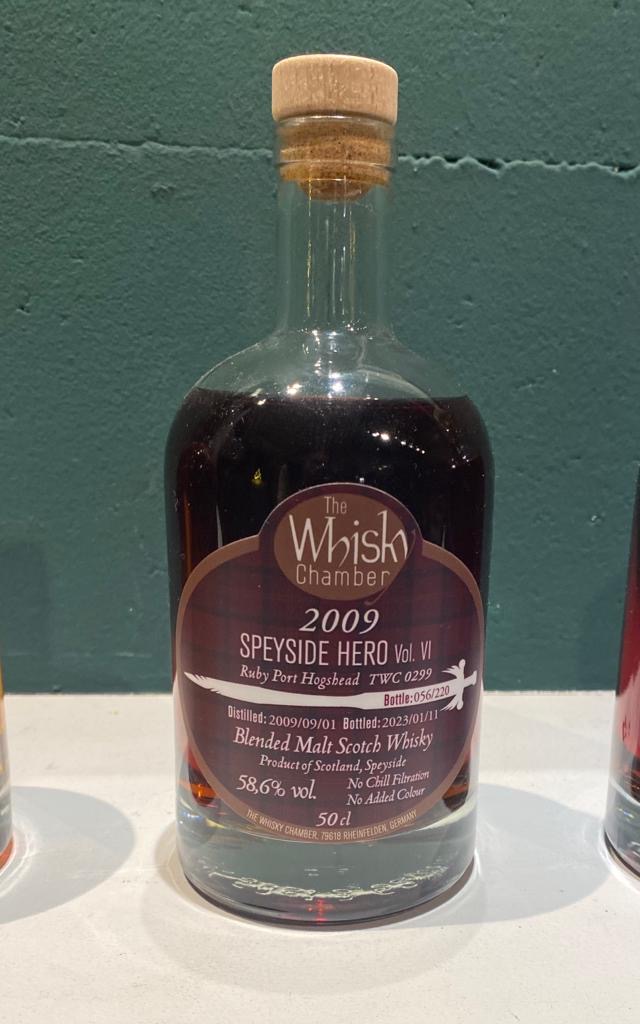 The
Whisky
Chamber
2009
SPEYSIDE HERO Vol. VI
Ruby Port Hogshead TWC 0299
Bottle: 056/220
Distilled: 2009/09/01 Bottled: 2023/01/11
Blended Malt Scotch Whisky
Product of Scotland, Speyside
58,6% vol.
No Chill Filtration
No Added Colour
50 cl
THE WHISKY CHAMBER, 79618 RHEINFELDEN, GERMANY